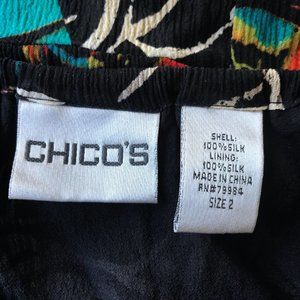 CHICO'S
SHELL:
100% SILK
LINING:
100% SILK
MADE IN CHINA
RN#79984
SIZE 2